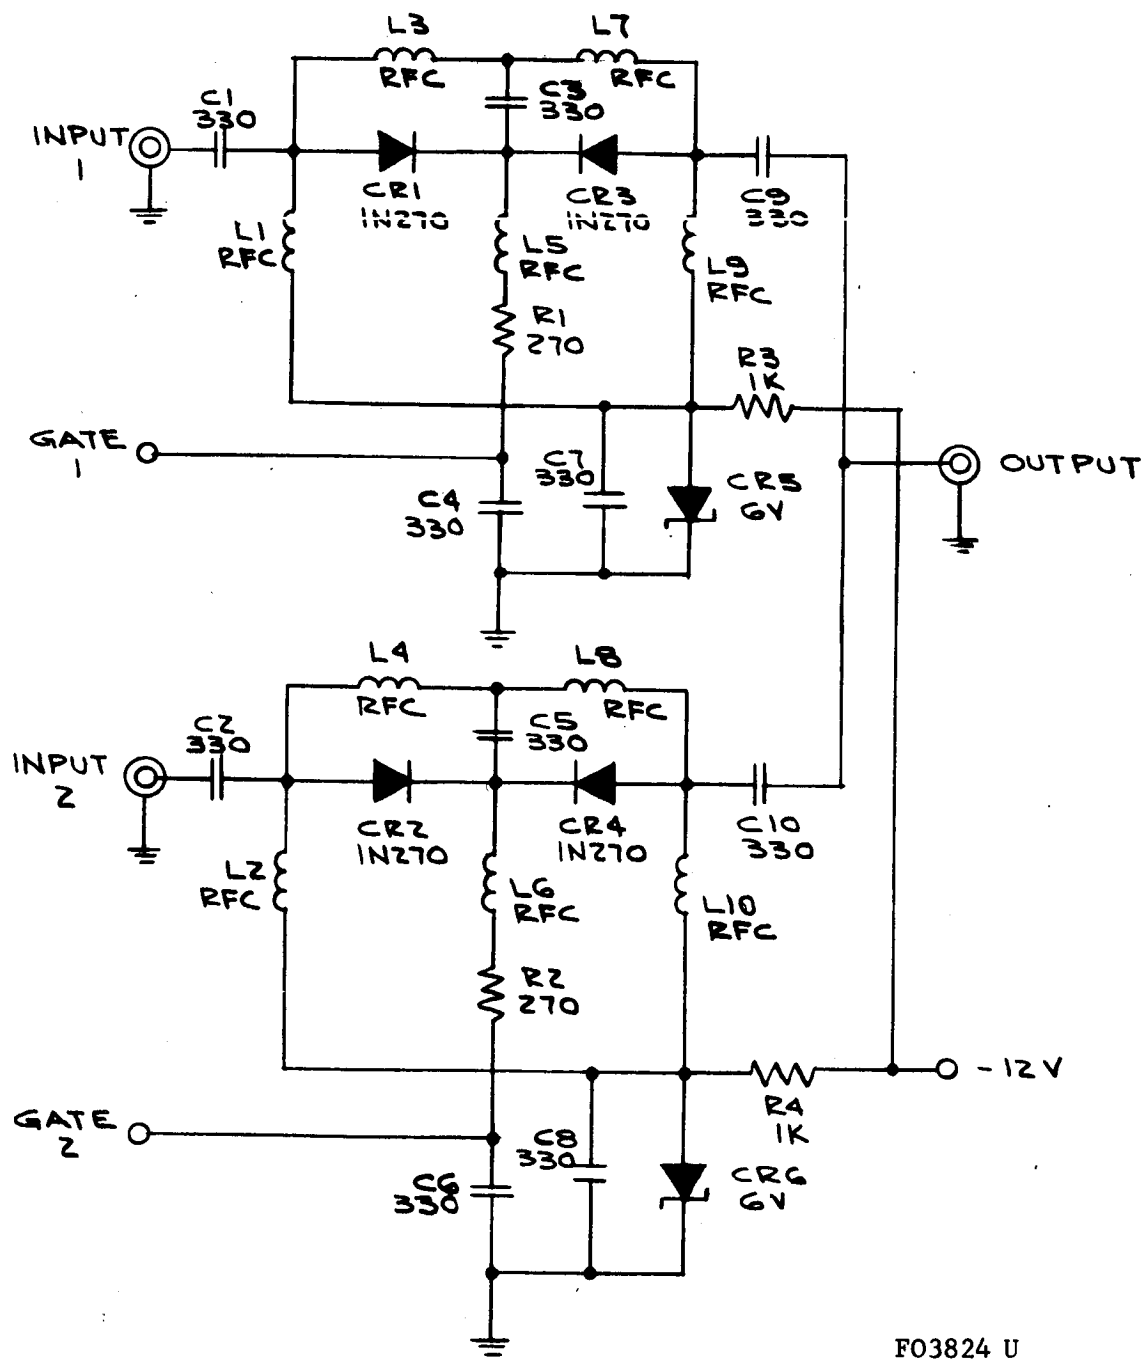 L3
RFC
L7
RFC
C1
330
C3
330
INPUT
1
CR1
1N270
CR3
1N270
C9
330
L1
RFC
L5
RFC
L9
RFC
R1
270
R3
1K
GATE
1
C4
330
C7
330
CR5
6V
OUTPUT
L4
RFC
L8
RFC
C2
330
C5
330
INPUT
2
CR2
1N270
CR4
1N270
C10
330
L2
RFC
L6
RFC
L10
RFC
R2
270
-12V
R4
1K
GATE
2
C6
330
C8
330
CR6
6V
F03824 U